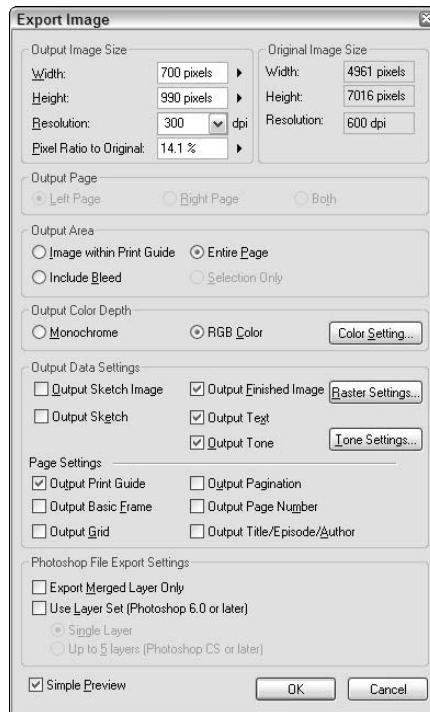 Export Image
Output Image Size
Width: 700 pixels
Height: 990 pixels
Resolution: 300 dpi
Pixel Ratio to Original: 14.1 %
Original Image Size
Width: 4961 pixels
Height: 7016 pixels
Resolution: 600 dpi
Output Page
Left Page Right Page Both
Output Area
Image within Print Guide Entire Page
Include Bleed Selection Only
Output Color Depth
Monochrome RGB Color Color Setting...
Output Data Settings
Output Sketch Image Output Finished Image Raster Settings...
Output Sketch Output Text
Output Tone Tone Settings...
Page Settings
Output Print Guide Output Pagination
Output Basic Frame Output Page Number
Output Grid Output Title/Episode/Author
Photoshop File Export Settings
Export Merged Layer Only
Use Layer Set (Photoshop 6.0 or later)
Single Layer
Up to 5 layers (Photoshop CS or later)
Simple Preview OK Cancel